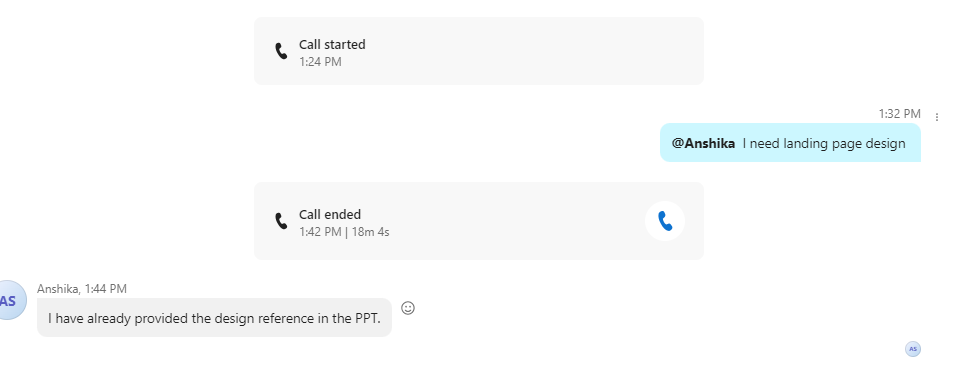 Call started
1:24 PM
1:32 PM
@Anshika I need landing page design
Call ended
1:42 PM | 18m 4s
Anshika, 1:44 PM
AS
I have already provided the design reference in the PPT.
AS